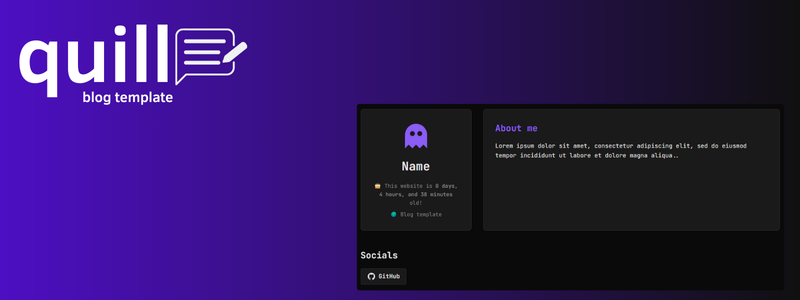 quill
blog template
Name
This website is 0 days,
4 hours, and 38 minutes
old!
Blog template
About me
Lorem ipsum dolor sit amet, consectetur adipiscing elit, sed do eiusmod
tempor incididunt ut labore et dolore magna aliqua..
Socials
GitHub